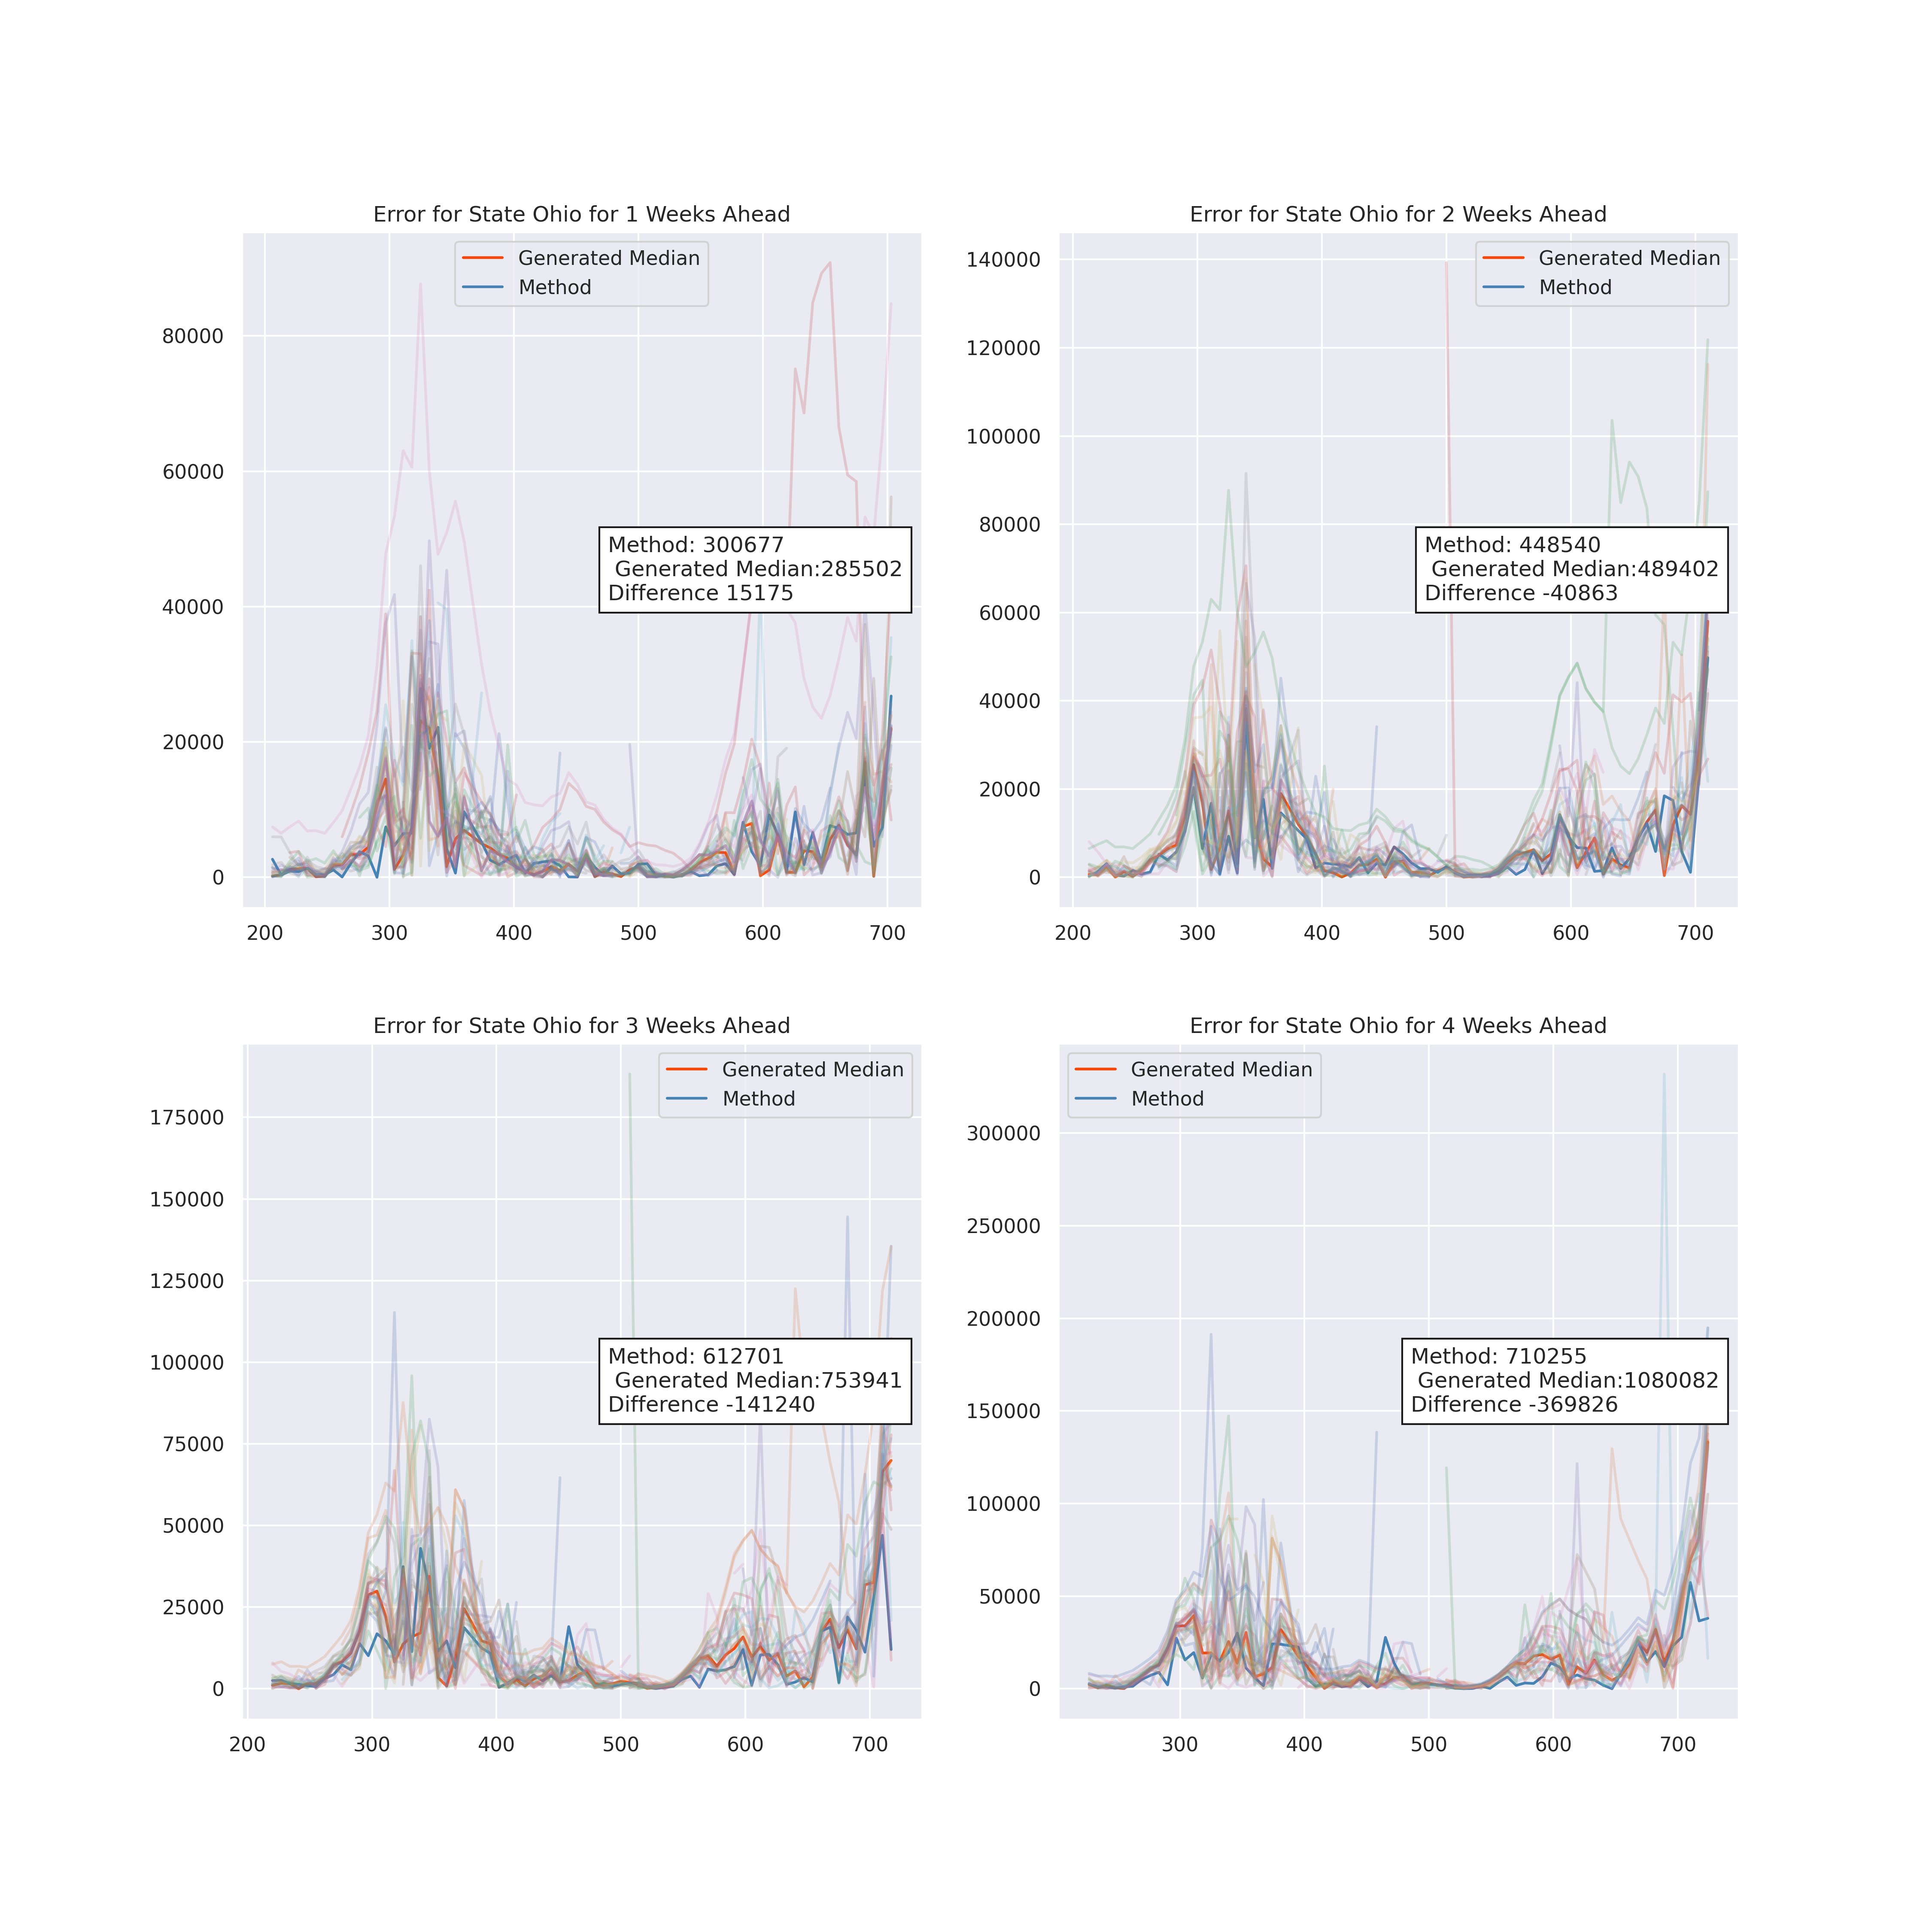 Error for State Ohio for 1 Weeks Ahead
Generated Median
Method
80000
60000
40000
20000
0
Method: 300677
Generated Median:285502
Difference 15175
200 300 400 500 600 700
Error for State Ohio for 2 Weeks Ahead
Generated Median
Method
140000
120000
100000
80000
60000
40000
20000
0
Method: 448540
Generated Median:489402
Difference -40863
200 300 400 500 600 700
Error for State Ohio for 3 Weeks Ahead
Generated Median
Method
175000
150000
125000
100000
75000
50000
25000
0
Method: 612701
Generated Median:753941
Difference -141240
200 300 400 500 600 700
Error for State Ohio for 4 Weeks Ahead
Generated Median
Method
300000
250000
200000
150000
100000
50000
0
Method: 710255
Generated Median:1080082
Difference -369826
300 400 500 600 700